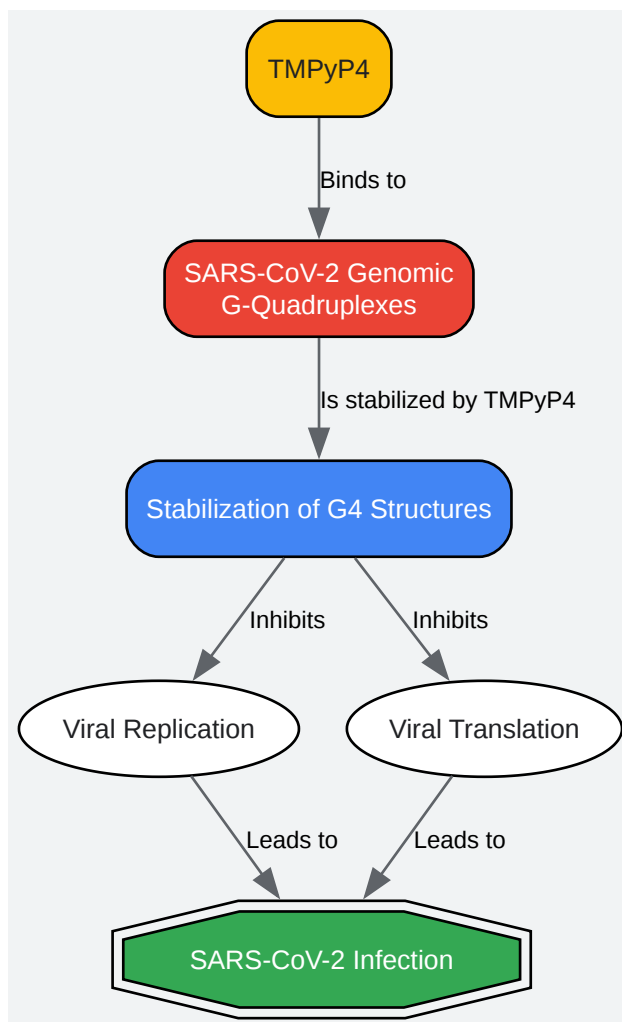 TMPyP4
Binds to
SARS-CoV-2 Genomic
G-Quadruplexes
Is stabilized by TMPyP4
Stabilization of G4 Structures
Inhibits
Inhibits
Viral Replication
Viral Translation
Leads to
Leads to
SARS-CoV-2 Infection